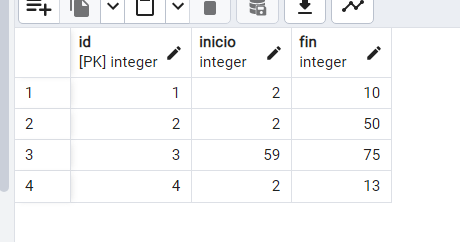 id inicio fin
[PK] integer integer integer
1 1 2 10
2 2 2 50
3 3 59 75
4 4 2 13